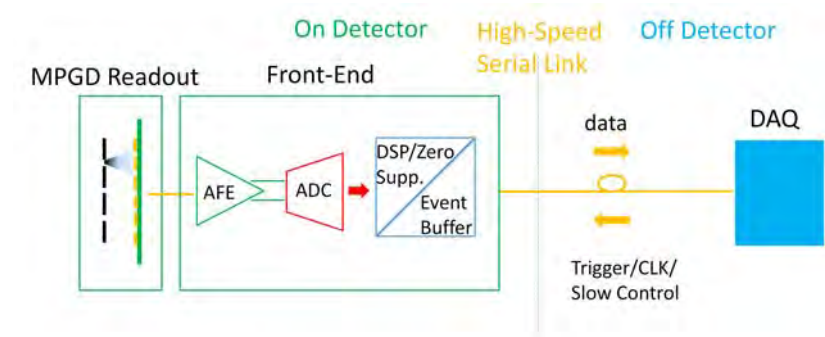 On Detector
High-Speed
Serial Link
Off Detector
MPGD Readout
Front-End
data
DAQ
AFE
ADC
DSP/Zero
Supp.
Event
Buffer
Trigger/CLK/
Slow Control